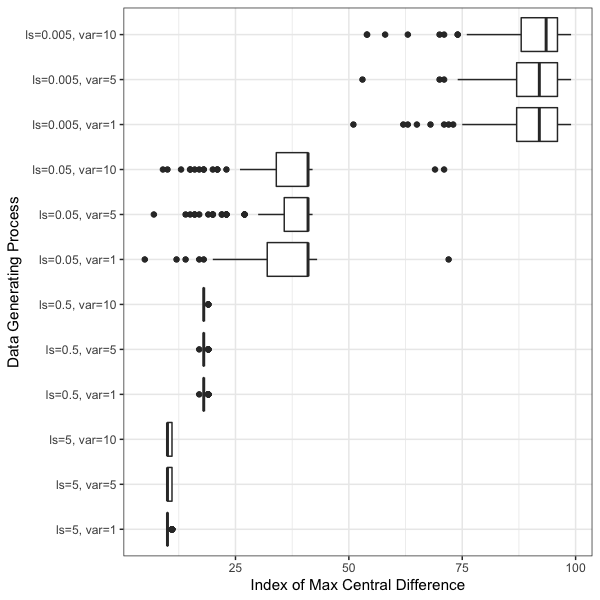 Data Generating Process
ls=0.005, var=10
ls=0.005, var=5
ls=0.005, var=1
ls=0.05, var=10
ls=0.05, var=5
ls=0.05, var=1
ls=0.5, var=10
ls=0.5, var=5
ls=0.5, var=1
ls=5, var=10
ls=5, var=5
ls=5, var=1
25 50 75 100
Index of Max Central Difference